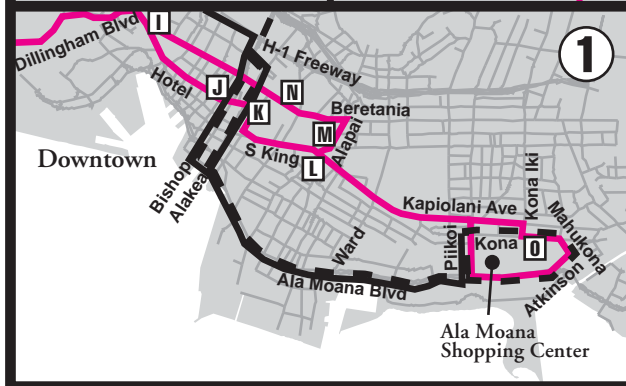 I
1
Dillingham Blvd
H-1 Freeway
Hotel
J
N
K
Beretania
M
Alapai
S King
L
Downtown
Bishop
Alakea
Kapiolani Ave
Kona Iki
Mahukona
Ward
Piikoi
Kona
O
Ala Moana Blvd
Atkinson
Ala Moana
Shopping Center